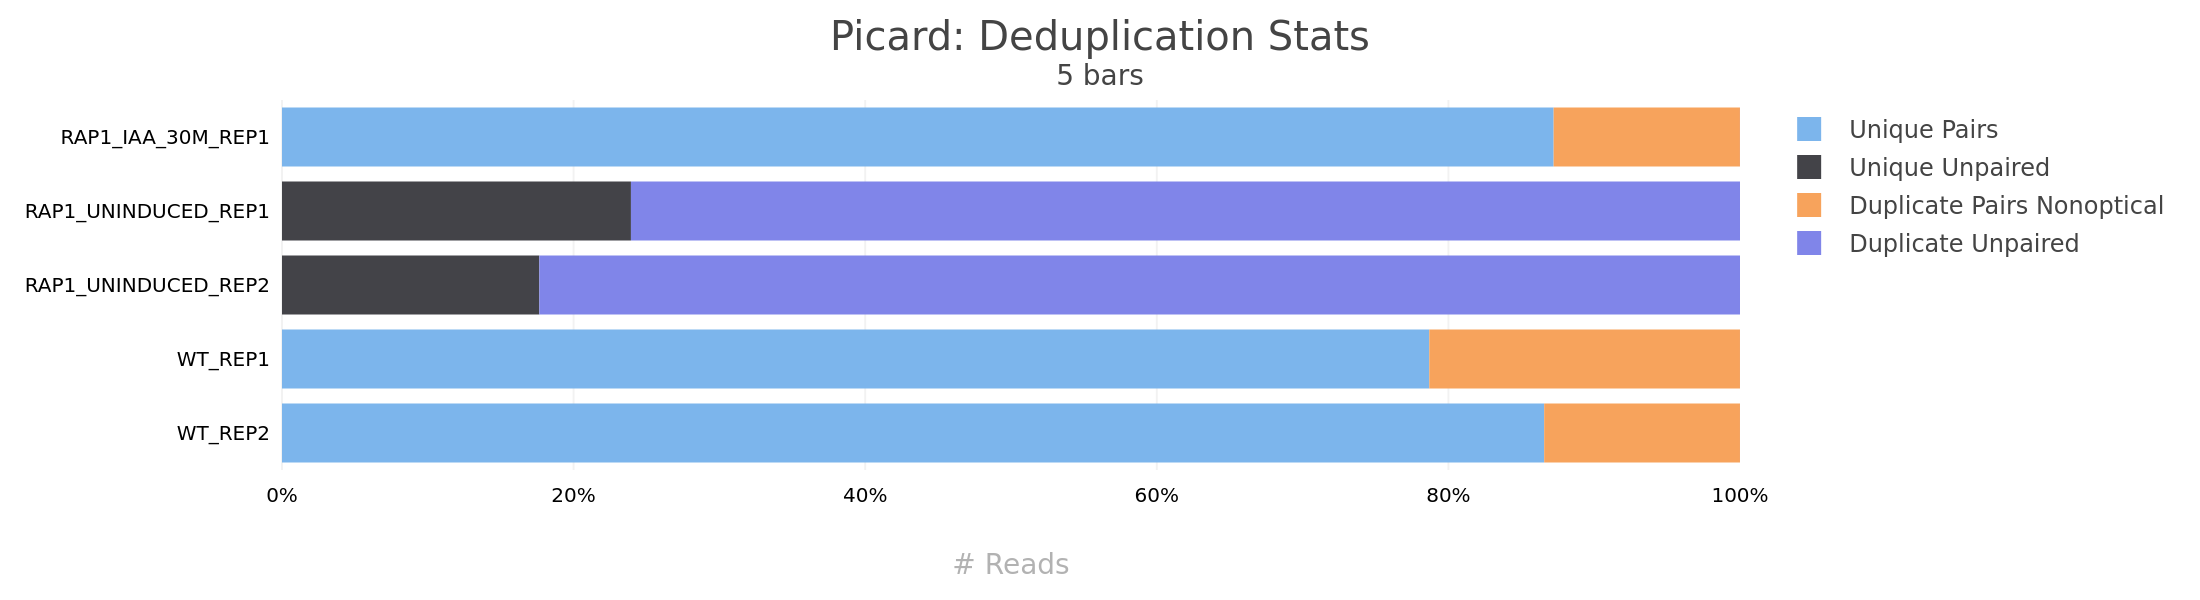 Picard: Deduplication Stats
5 bars
RAP1_IAA_30M_REP1
RAP1_UNINDUCED_REP1
RAP1_UNINDUCED_REP2
WT_REP1
WT_REP2
0% 20% 40% 60% 80% 100%
# Reads
Unique Pairs
Unique Unpaired
Duplicate Pairs Nonoptical
Duplicate Unpaired